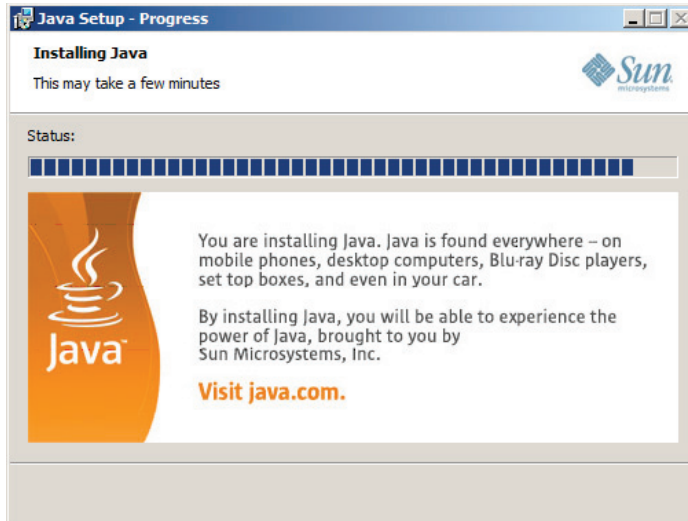 Java Setup - Progress
Installing Java
This may take a few minutes
Sun
microsystems
Status:
You are installing Java. Java is found everywhere – on
mobile phones, desktop computers, Blu-ray Disc players,
set top boxes, and even in your car.
By installing Java, you will be able to experience the
power of Java, brought to you by
Sun Microsystems, Inc.
Visit java.com.
Java™